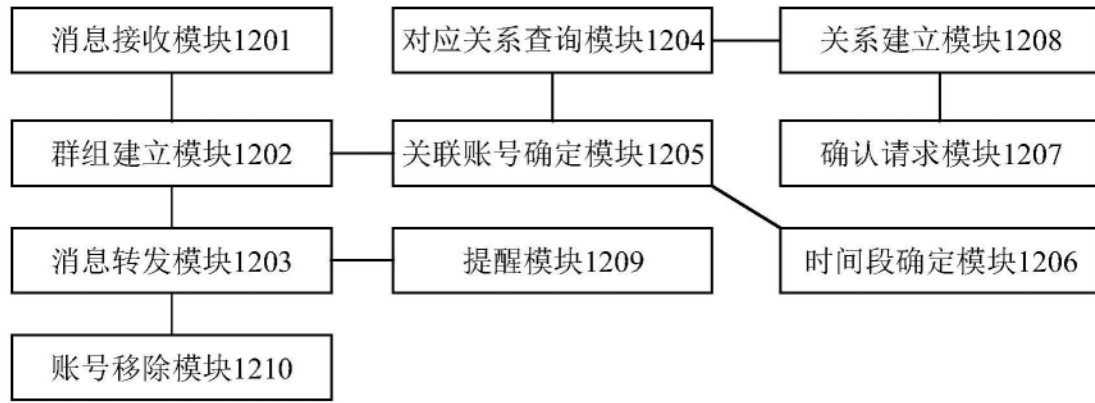 消息接收模块1201
对应关系查询模块1204
关系建立模块1208
群组建立模块1202
关联账号确定模块1205
确认请求模块1207
消息转发模块1203
提醒模块1209
时间段确定模块1206
账号移除模块1210